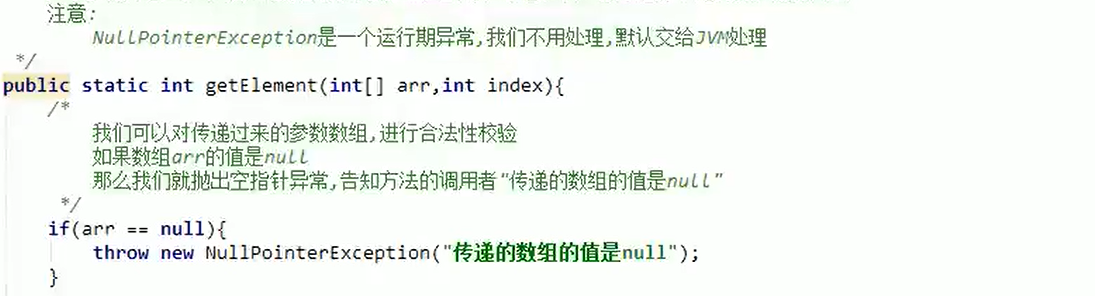 注意:
NullPointerException是一个运行期异常,我们不用处理,默认交给JVM处理
*/
public static int getElement(int[] arr,int index){
/*
我们可以对传递过来的参数数组,进行合法性校验
如果数组arr的值是null
那么我们就抛出空指针异常,告知方法的调用者"传递的数组的值是null"
*/
if(arr == null){
throw new NullPointerException("传递的数组的值是null");
}